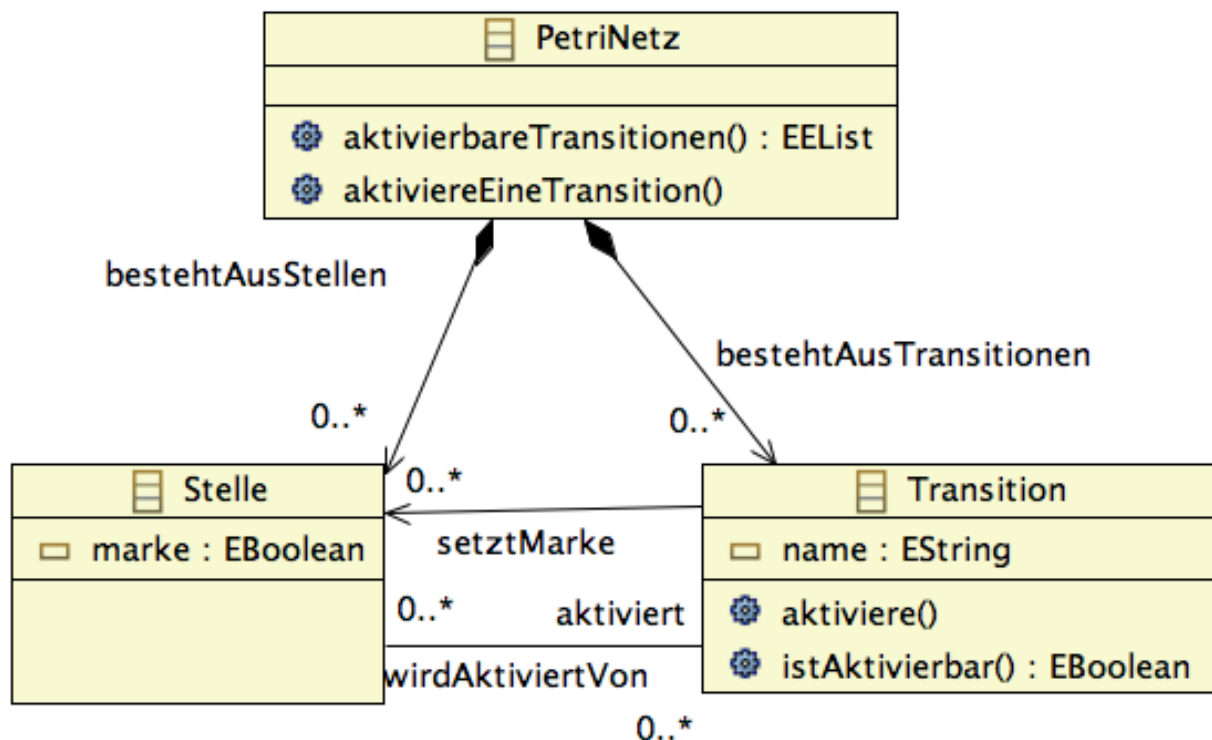 PetriNetz
aktivierbareTransitionen() : EEList
aktiviereEineTransition()
bestehtAusStellen
bestehtAusTransitionen
0..*
0..*
Stelle
marke : EBoolean
0..*
setztMarke
0..*
aktiviert
wirdAktiviertVon
0..*
Transition
name : EString
aktiviere()
istAktivierbar() : EBoolean